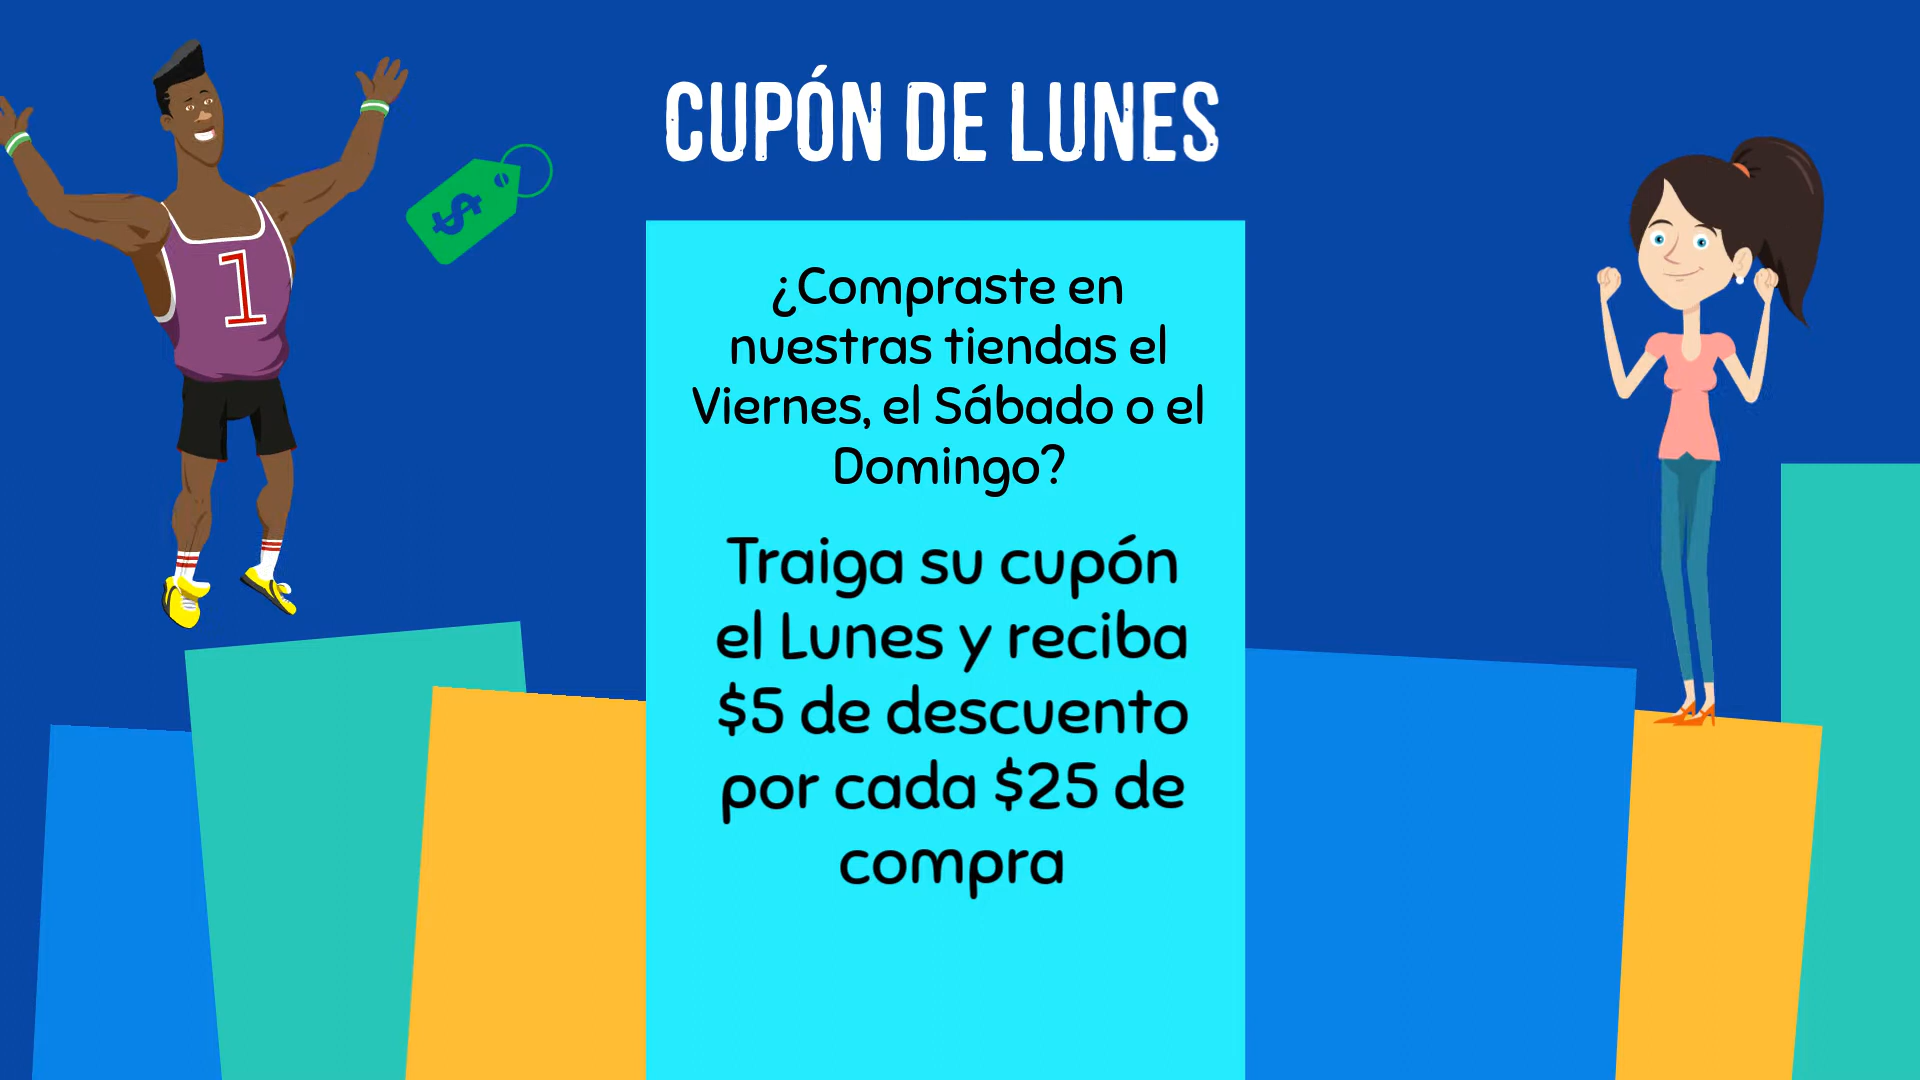 CUPÓN DE LUNES
1
$
¿Compraste en
nuestras tiendas el
Viernes, el Sábado o el
Domingo?
Traiga su cupón
el Lunes y reciba
$5 de descuento
por cada $25 de
compra